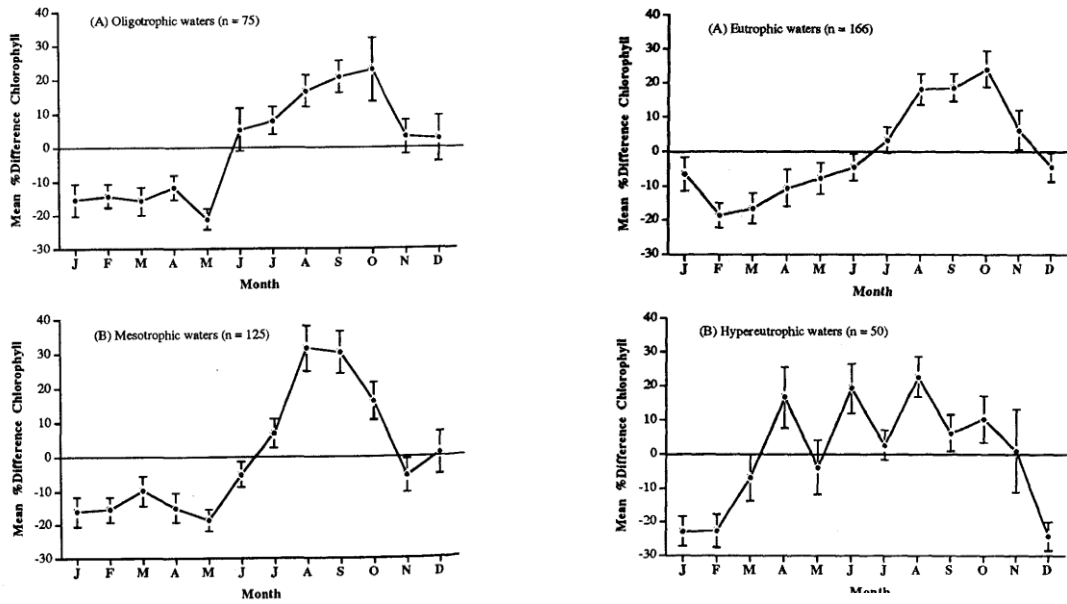 (A) Oligotrophic waters (n = 75)
Mean %Difference Chlorophyll
40
30
20
10
0
-10
-20
-30
J F M A M J J A S O N D
Month
(B) Mesotrophic waters (n = 125)
Mean %Difference Chlorophyll
40
30
20
10
0
-10
-20
-30
J F M A M J J A S O N D
Month
(A) Eutrophic waters (n = 166)
Mean %Difference Chlorophyll
40
30
20
10
0
-10
-20
-30
J F M A M J J A S O N D
Month
(B) Hypereutrophic waters (n = 50)
Mean %Difference Chlorophyll
40
30
20
10
0
-10
-20
-30
J F M A M J J A S O N D
Month